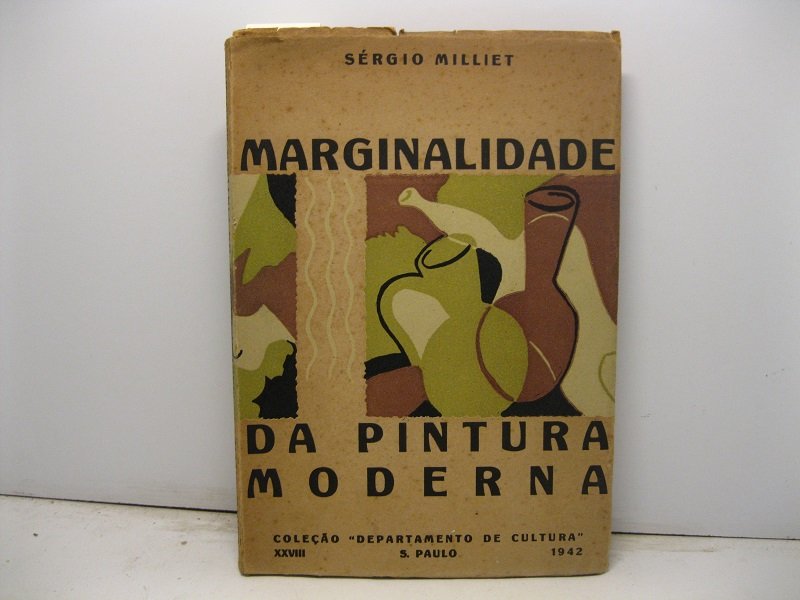 SÉRGIO MILLIET
MARGINALIDADE
DA PINTURA
MODERNA
COLEÇÃO "DEPARTAMENTO DE CULTURA"
XXVIII S. PAULO 1942